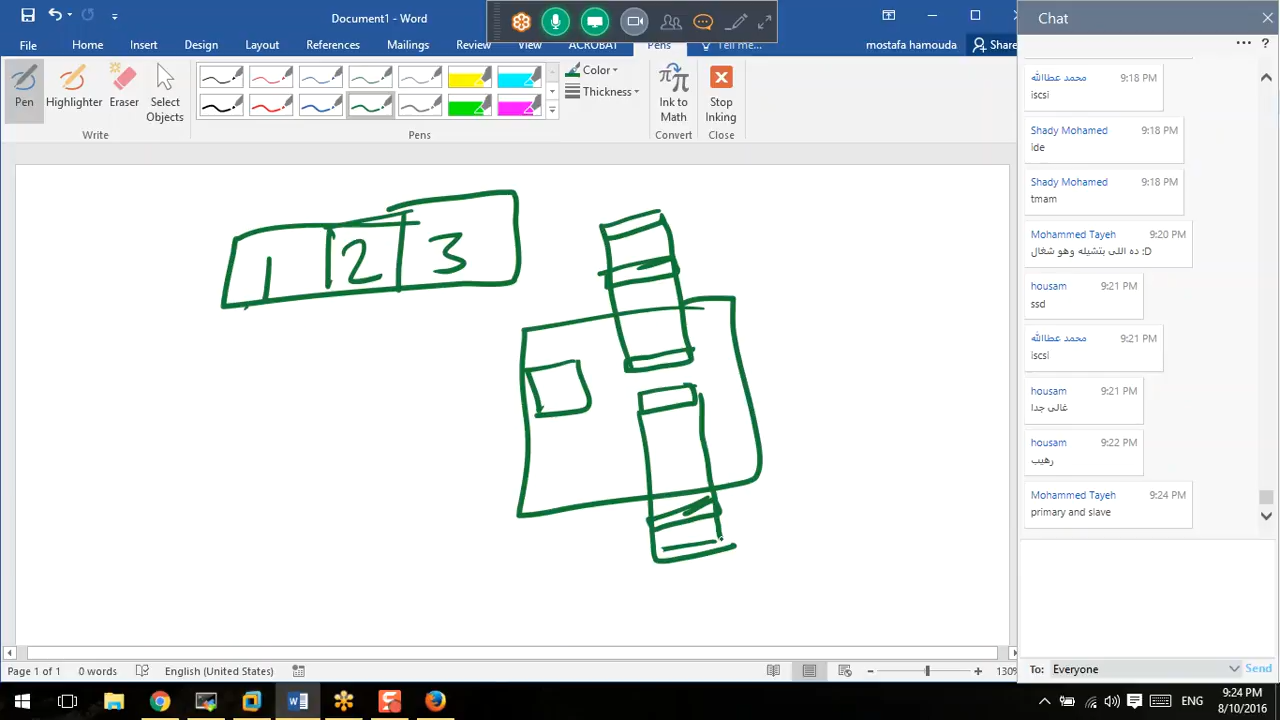 Document1 - Word
mostafa hamouda
Share
File
Home
Insert
Design
Layout
References
Mailings
Review
View
ACROBAT
Pens
Tell me...
Pen
Highlighter
Eraser
Select Objects
Write
Pens
Color
Thickness
Ink to Math
Convert
Stop Inking
Close
1 2 3
Chat
محمد عطاالله 9:18 PM
iscsi
Shady Mohamed 9:18 PM
Ide
Shady Mohamed 9:18 PM
tmam
Mohammed Tayeh 9:20 PM
ده اللى بتشيله وهو شغال :D
housam 9:21 PM
ssd
محمد عطاالله 9:21 PM
iscsi
housam 9:21 PM
غالى جدا
housam 9:22 PM
رهيب
Mohammed Tayeh 9:24 PM
primary and slave
To: Everyone Send
Page 1 of 1 0 words English (United States) 130%
ENG
9:24 PM
8/10/2016